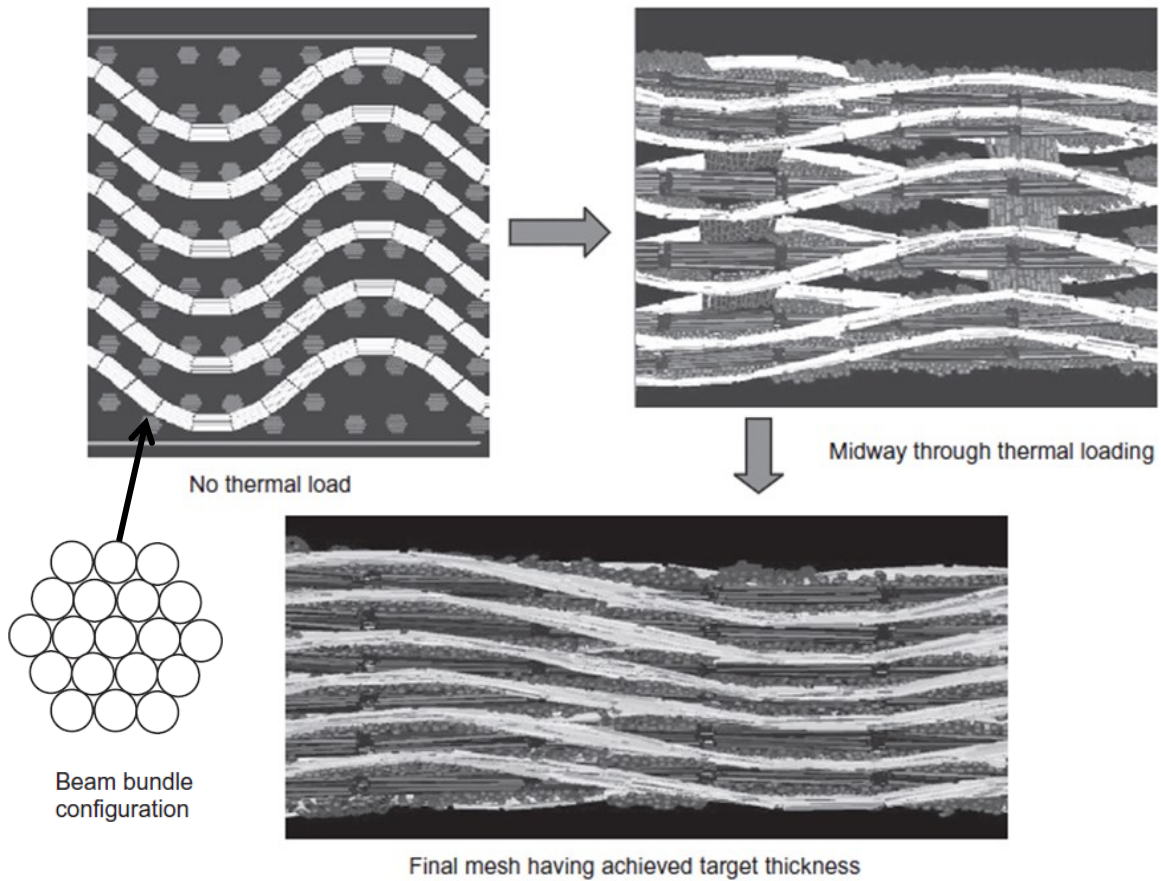 No thermal load
Midway through thermal loading
Beam bundle
configuration
Final mesh having achieved target thickness